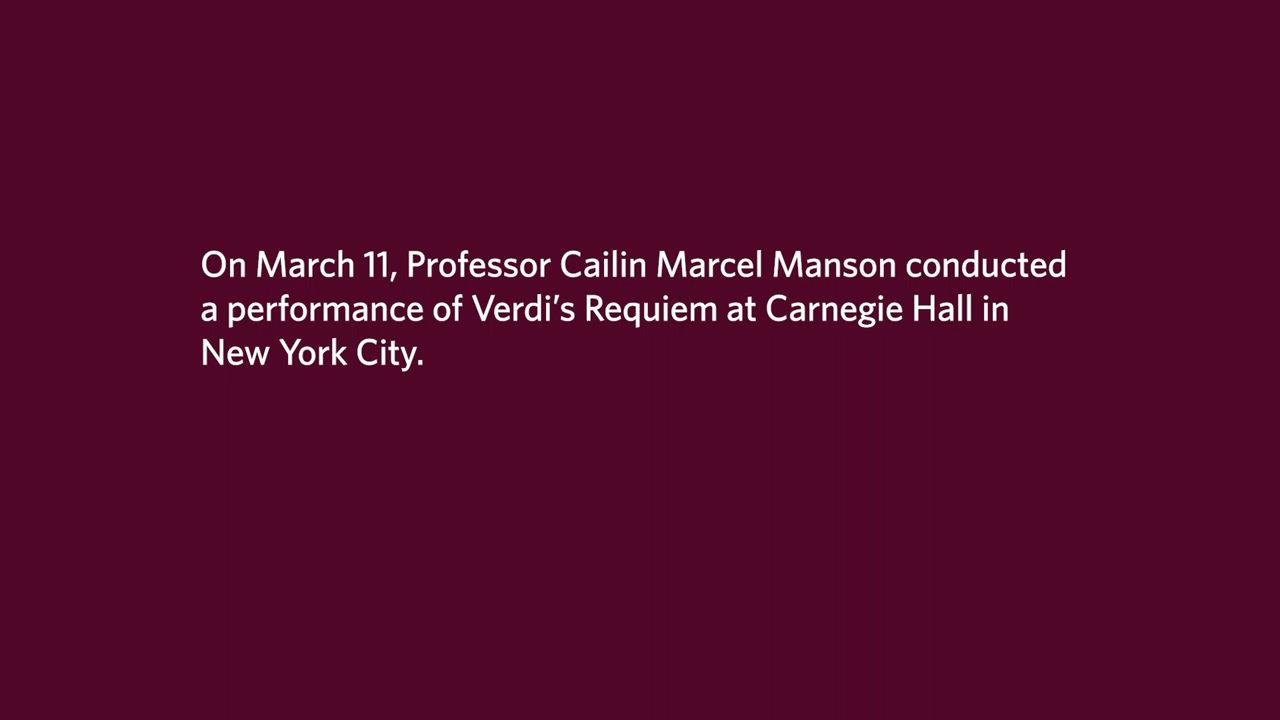 On March 11, Professor Cailin Marcel Manson conducted
a performance of Verdi’s Requiem at Carnegie Hall in
New York City.